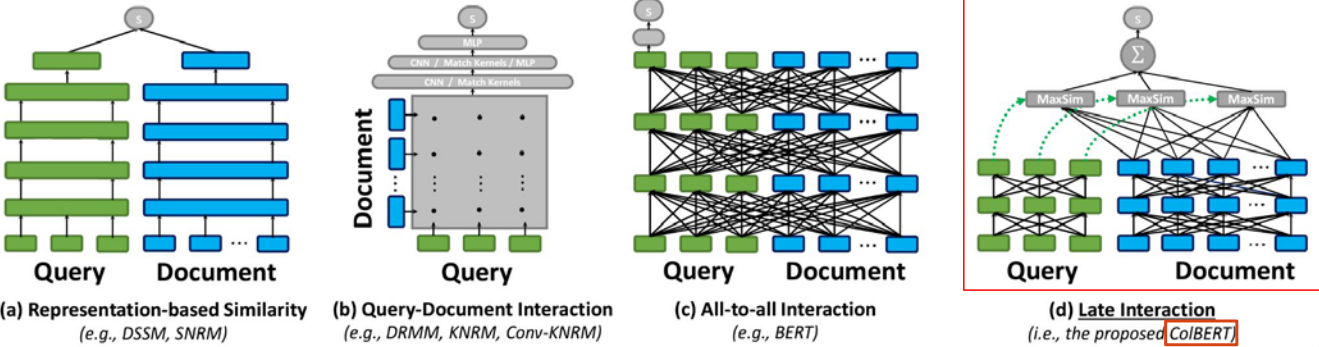 S
Query
Document
(a) Representation-based Similarity
(e.g., DSSM, SNRM)
S
MLP
CNN / Match Kernels / MLP
CNN / Match Kernels
Document
Query
(b) Query-Document Interaction
(e.g., DRMM, KNRM, Conv-KNRM)
S
Query
Document
(c) All-to-all Interaction
(e.g., BERT)
S
Σ
MaxSim
MaxSim
MaxSim
Query
Document
(d) Late Interaction
(i.e., the proposed ColBERT)